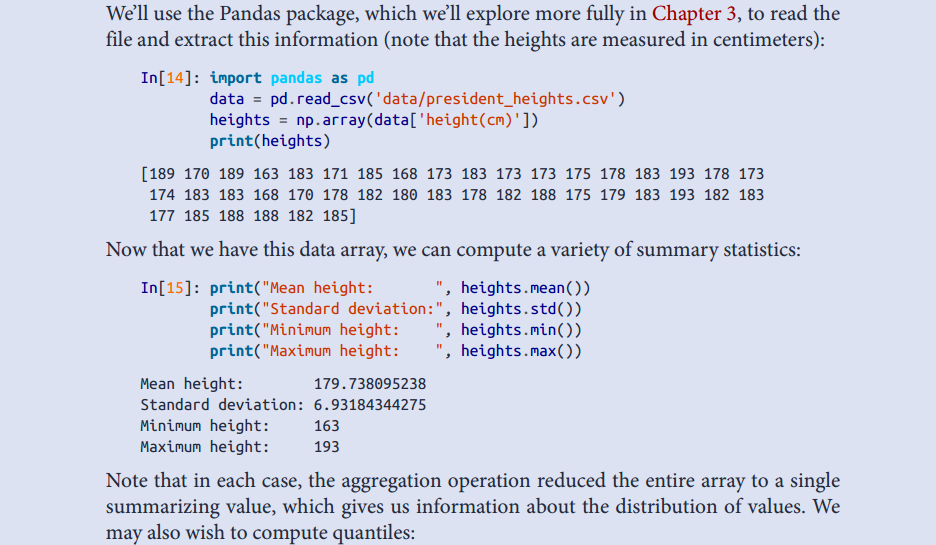 We'll use the Pandas package, which we'll explore more fully in Chapter 3, to read the
file and extract this information (note that the heights are measured in centimeters):
In[14]: import pandas as pd
data = pd.read_csv('data/president_heights.csv')
heights = np.array(data['height(cm)'])
print(heights)
[189 170 189 163 183 171 185 168 173 183 173 173 175 178 183 193 178 173
174 183 183 168 170 178 182 180 183 178 182 188 175 179 183 193 182 183
177 185 188 188 182 185]
Now that we have this data array, we can compute a variety of summary statistics:
In[15]: print("Mean height:       ", heights.mean())
print("Standard deviation:", heights.std())
print("Minimum height:    ", heights.min())
print("Maximum height:    ", heights.max())
Mean height:        179.738095238
Standard deviation: 6.93184344275
Minimum height:     163
Maximum height:     193
Note that in each case, the aggregation operation reduced the entire array to a single
summarizing value, which gives us information about the distribution of values. We
may also wish to compute quantiles: